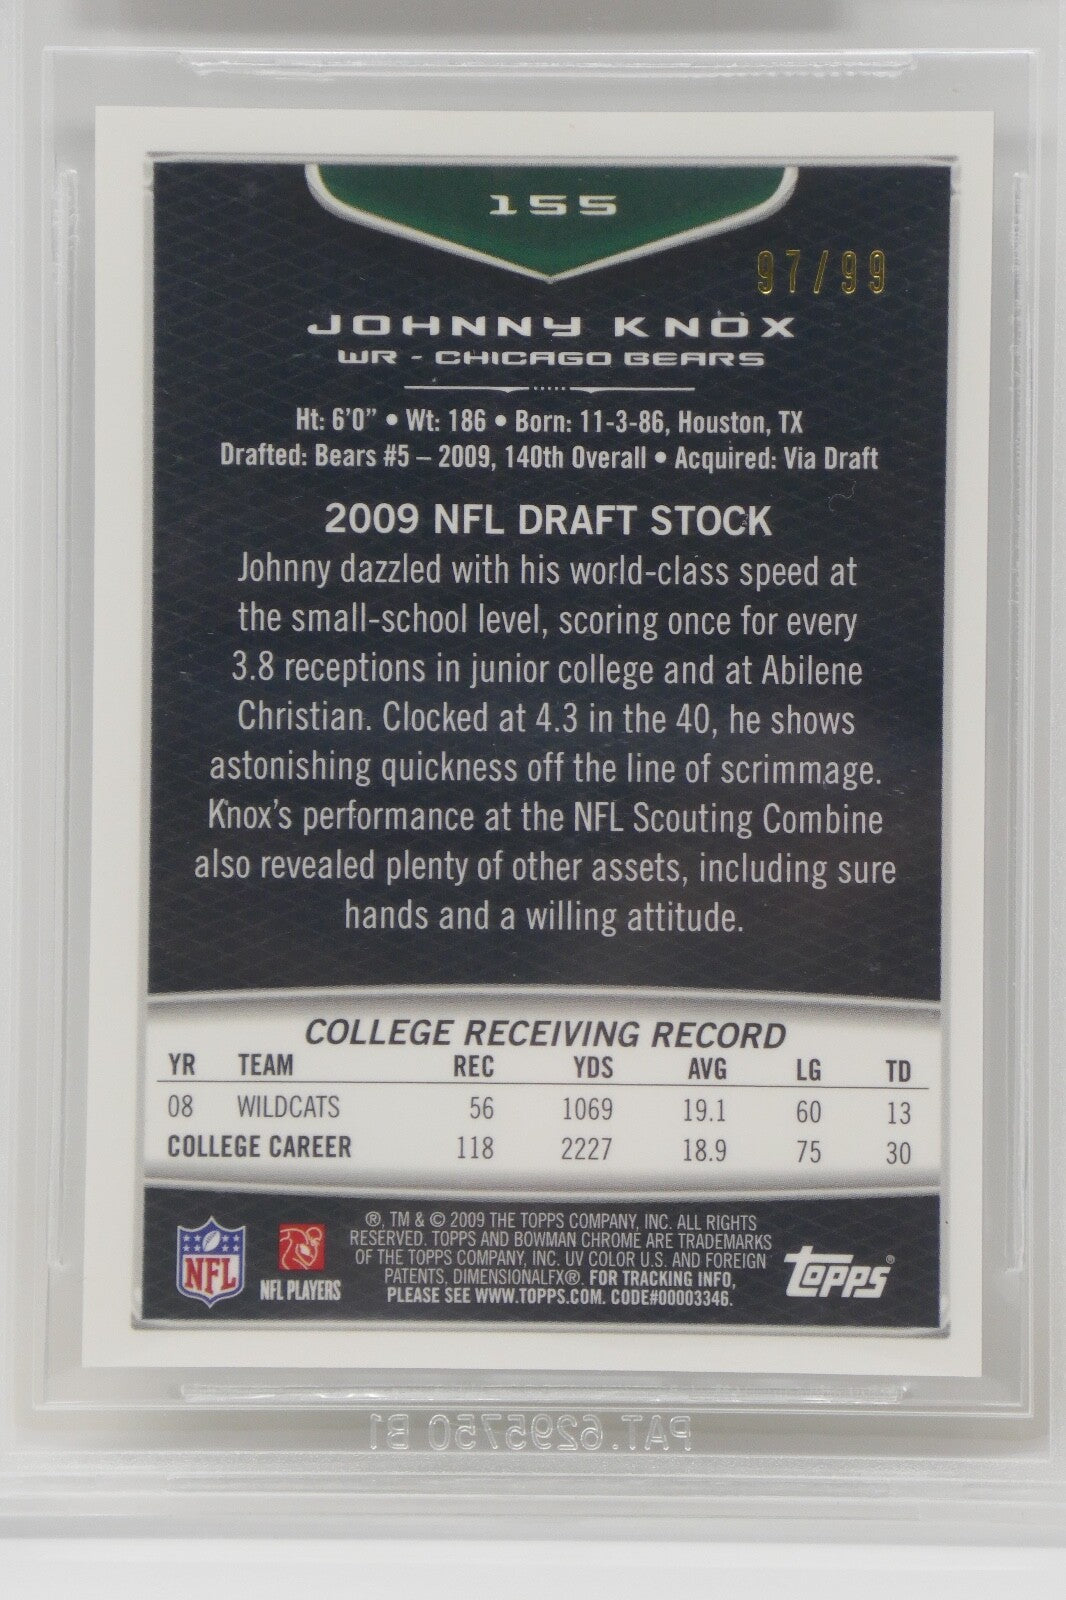 155
97/99
JOHNNY KNOX
WR - CHICAGO BEARS
Ht: 6'0" • Wt: 186 • Born: 11-3-86, Houston, TX
Drafted: Bears #5 – 2009, 140th Overall • Acquired: Via Draft
2009 NFL DRAFT STOCK
Johnny dazzled with his world-class speed at
the small-school level, scoring once for every
3.8 receptions in junior college and at Abilene
Christian. Clocked at 4.3 in the 40, he shows
astonishing quickness off the line of scrimmage.
Knox's performance at the NFL Scouting Combine
also revealed plenty of other assets, including sure
hands and a willing attitude.
COLLEGE RECEIVING RECORD
YR TEAM REC YDS AVG LG TD
08 WILDCATS 56 1069 19.1 60 13
COLLEGE CAREER 118 2227 18.9 75 30
®, TM & © 2009 THE TOPPS COMPANY, INC. ALL RIGHTS
RESERVED. TOPPS AND BOWMAN CHROME ARE TRADEMARKS
OF THE TOPPS COMPANY, INC. UV COLOR U.S. AND FOREIGN
PATENTS, DIMENSIONALFX®. FOR TRACKING INFO,
PLEASE SEE WWW.TOPPS.COM. CODE#00003346.
NFL
NFL PLAYERS
Topps®
PAT.6295750 B1